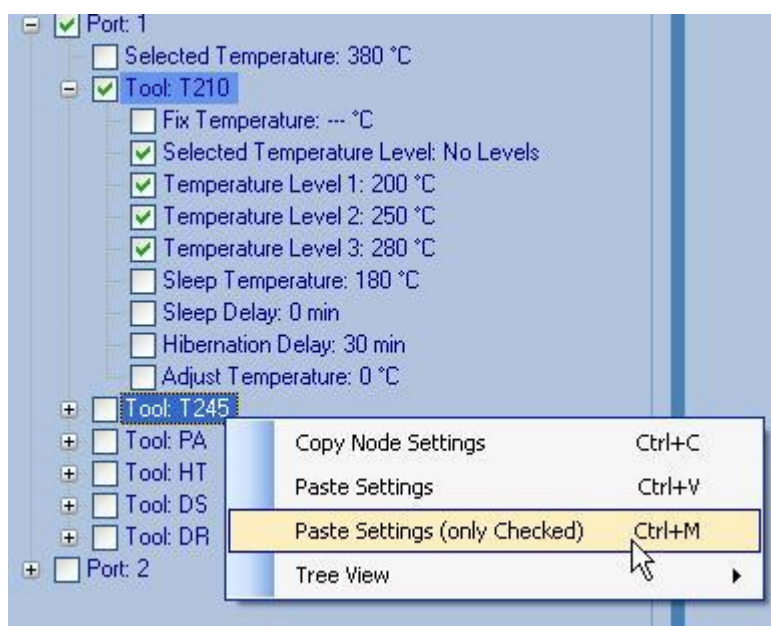 Port: 1
Selected Temperature: 380 °C
Tool: T210
Fix Temperature: --- °C
Selected Temperature Level: No Levels
Temperature Level 1: 200 °C
Temperature Level 2: 250 °C
Temperature Level 3: 280 °C
Sleep Temperature: 180 °C
Sleep Delay: 0 min
Hibernation Delay: 30 min
Adjust Temperature: 0 °C
Tool: T245
Tool: PA
Tool: HT
Tool: DS
Tool: DR
Port: 2
Copy Node Settings Ctrl+C
Paste Settings Ctrl+V
Paste Settings (only Checked) Ctrl+M
Tree View